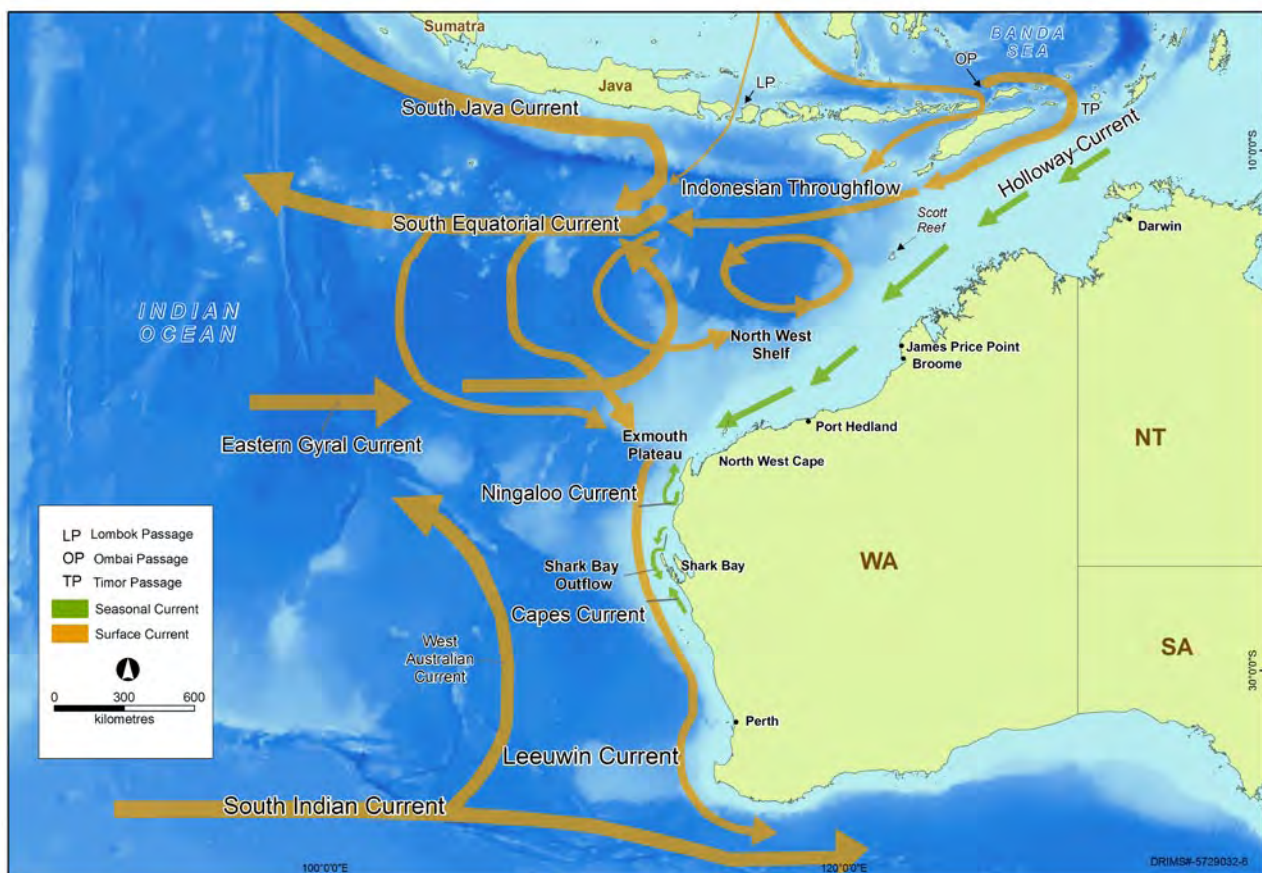 Sumatra
BANDA
SEA
OP
LP
Java
TP
South Java Current
Holloway Current
10°0'0"S
Indonesian Throughflow
South Equatorial Current
Scott
Reef
Darwin
INDIAN
OCEAN
North West
Shelf
James Price Point
Broome
Eastern Gyral Current
Exmouth
Plateau
Port Hedland
NT
North West Cape
Ningaloo Current
LP Lombok Passage
OP Ombai Passage
TP Timor Passage
Seasonal Current
Surface Current
0 300 600
kilometres
Shark Bay
Outflow
Shark Bay
WA
Capes Current
West
Australian
Current
SA
30°0'0"S
Perth
Leeuwin Current
South Indian Current
100°0'0"E
120°0'0"E
DRIMS#-5729032-6